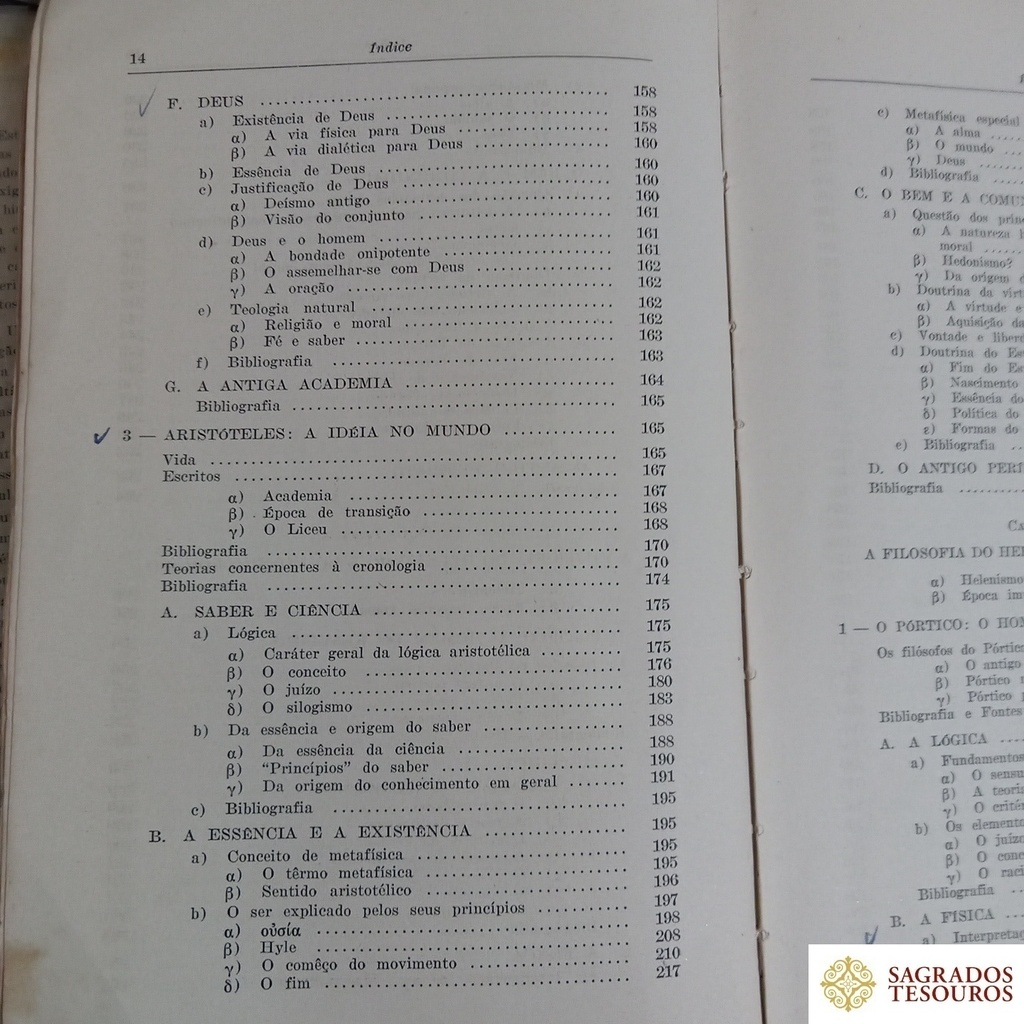 14
Índice
F. DEUS ........ 158
a) Existência de Deus ........ 158
α) A via física para Deus ........ 158
β) A via dialética para Deus ........ 160
b) Essência de Deus ........ 160
c) Justificação de Deus ........ 160
α) Deísmo antigo ........ 160
β) Visão do conjunto ........ 161
d) Deus e o homem ........ 161
α) A bondade onipotente ........ 161
β) O assemelhar-se com Deus ........ 162
γ) A oração ........ 162
e) Teologia natural ........ 162
α) Religião e moral ........ 162
β) Fé e saber ........ 163
f) Bibliografia ........ 163
G. A ANTIGA ACADEMIA ........ 164
Bibliografia ........ 165
3 — ARISTÓTELES: A IDÉIA NO MUNDO ........ 165
Vida ........ 165
Escritos ........ 167
α) Academia ........ 167
β) Época de transição ........ 168
γ) O Liceu ........ 168
Bibliografia ........ 170
Teorias concernentes à cronologia ........ 170
Bibliografia ........ 174
A. SABER E CIÊNCIA ........ 175
a) Lógica ........ 175
α) Caráter geral da lógica aristotélica ........ 175
β) O conceito ........ 176
γ) O juízo ........ 180
δ) O silogismo ........ 183
b) Da essência e origem do saber ........ 188
α) Da essência da ciência ........ 188
β) "Princípios" do saber ........ 190
γ) Da origem do conhecimento em geral ........ 191
c) Bibliografia ........ 195
B. A ESSÊNCIA E A EXISTÊNCIA ........ 195
a) Conceito de metafísica ........ 195
α) O têrmo metafísica ........ 195
β) Sentido aristotélico ........ 196
b) O ser explicado pelos seus princípios ........ 197
α) οὐσία ........ 198
β) Hyle ........ 208
γ) O comêço do movimento ........ 210
δ) O fim ........ 217
c) Metafísica especial
α) A alma ....
β) O mundo ....
γ) Deus ....
d) Bibliografia ....
C. O BEM E A
a) Questão dos
α) A natureza
moral ....
β) Hedonismo?
γ) Da origem
b) Doutrina da
α) A virtude e
β) Aquisição
c) Vontade e
d) Doutrina do
α) Fim do
β) Nascimento
γ) Essência do
δ) Política do
ε) Formas do
e) Bibliografia ..
D. O ANTIGO
Bibliografia ........
A FILOSOFIA DO
α) Helenismo
β) Época
1 — O PÓRTICO: O
Os filósofos do
α) O antigo
β) Pórtico
γ) Pórtico
Bibliografia e Fontes
A. A LÓGICA ....
a) Fundamentos
α) O
β) A
γ) O
b) Os
α) O
β) O
γ) O
Bibliografia ..
B. A FÍSICA ...
a)
SAGRADOS
TESOUROS